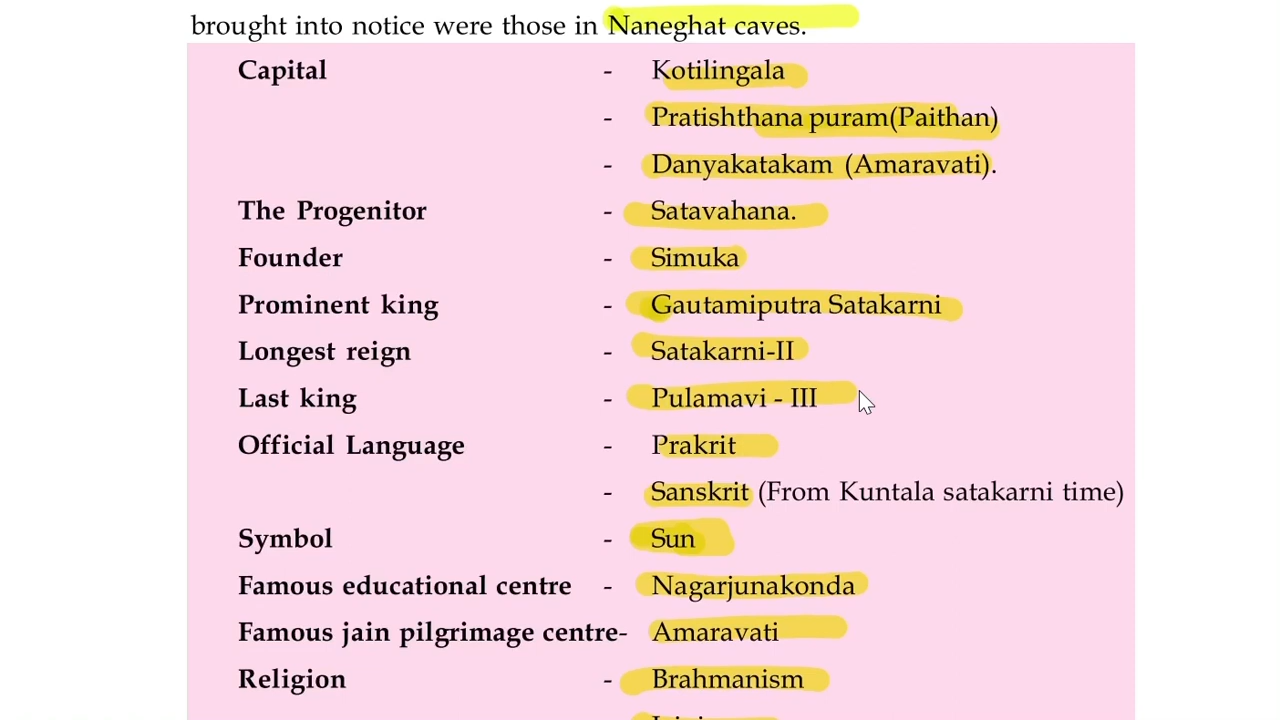 brought into notice were those in Naneghat caves.
Capital - Kotilingala
- Pratishthana puram(Paithan)
- Danyakatakam (Amaravati).
The Progenitor - Satavahana.
Founder - Simuka
Prominent king - Gautamiputra Satakarni
Longest reign - Satakarni-II
Last king - Pulamavi - III
Official Language - Prakrit
- Sanskrit (From Kuntala satakarni time)
Symbol - Sun
Famous educational centre - Nagarjunakonda
Famous jain pilgrimage centre- Amaravati
Religion - Brahmanism